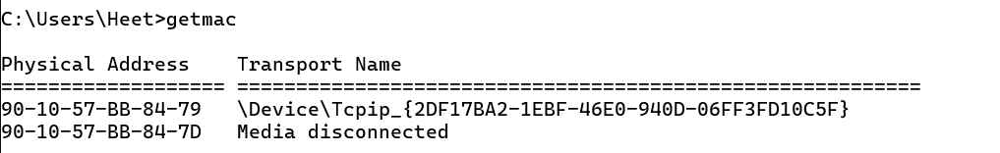 C:\Users\Heet>getmac
Physical Address    Transport Name
=================== ==========================================================
90-10-57-BB-84-79   \Device\Tcpip_{2DF17BA2-1EBF-46E0-940D-06FF3FD10C5F}
90-10-57-BB-84-7D   Media disconnected